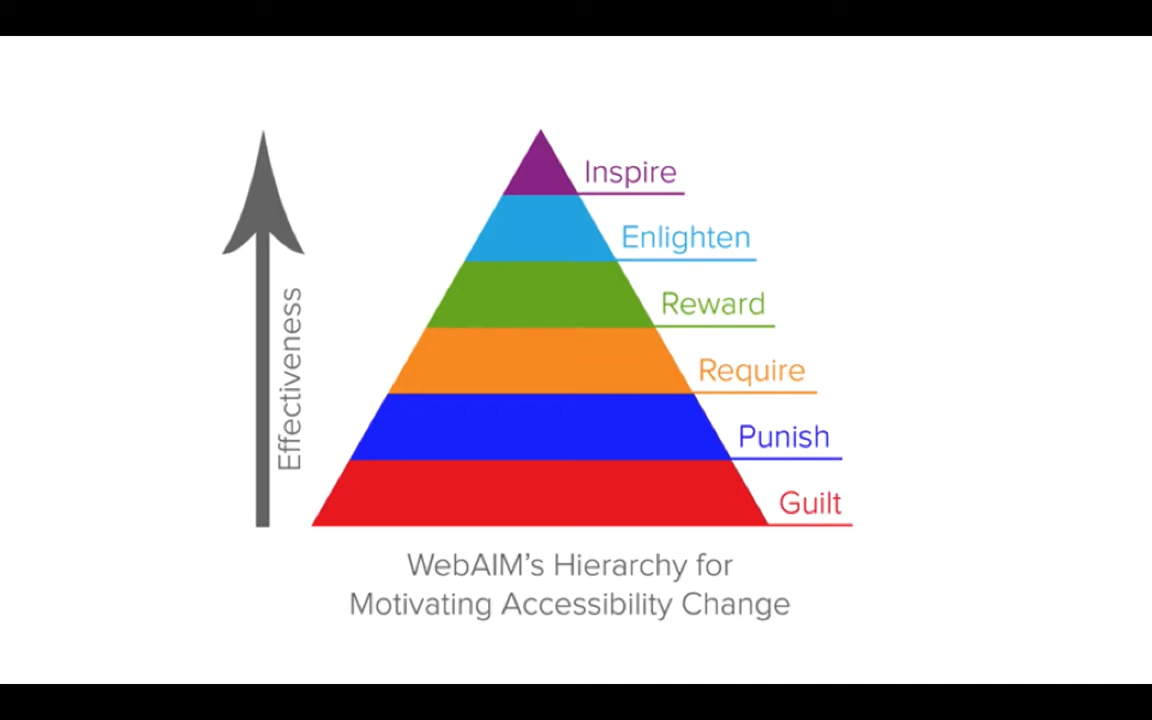 Inspire
Enlighten
Reward
Require
Punish
Guilt
Effectiveness
WebAIM's Hierarchy for
Motivating Accessibility Change